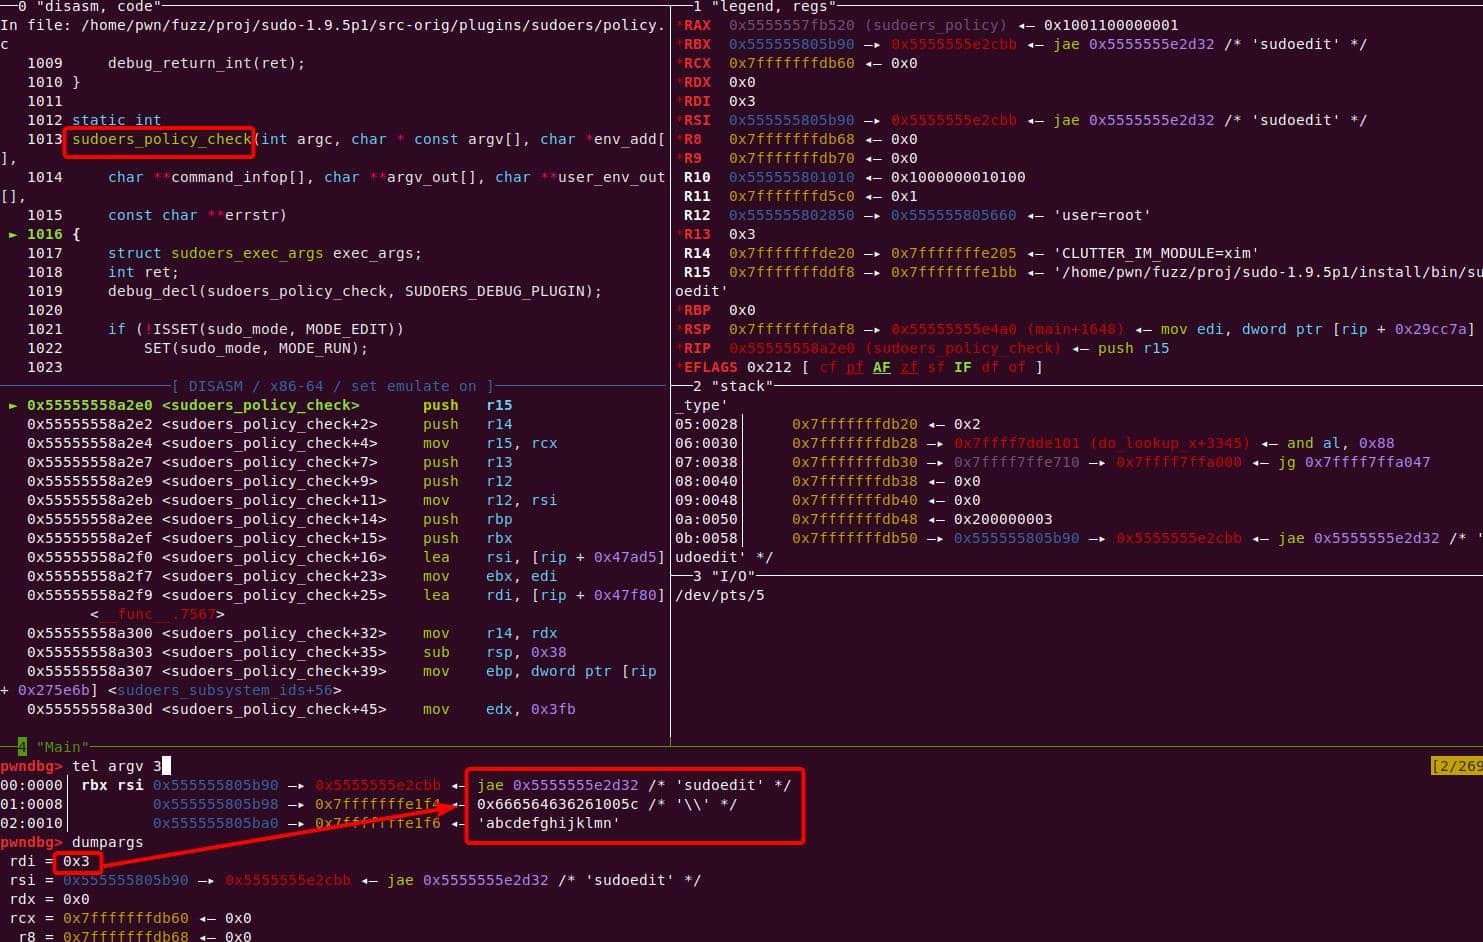 0 "disasm, code"
In file: /home/pwn/fuzz/proj/sudo-1.9.5p1/src-orig/plugins/sudoers/policy.
c
1009 debug_return_int(ret);
1010 }
1011
1012 static int
1013 sudoers_policy_check(int argc, char * const argv[], char *env_add[
],
1014 char **command_infop[], char **argv_out[], char **user_env_out
[],
1015 const char **errstr)
► 1016 {
1017 struct sudoers_exec_args exec_args;
1018 int ret;
1019 debug_decl(sudoers_policy_check, SUDOERS_DEBUG_PLUGIN);
1020
1021 if (!ISSET(sudo_mode, MODE_EDIT))
1022 SET(sudo_mode, MODE_RUN);
1023
[ DISASM / x86-64 / set emulate on ]
► 0x55555558a2e0 <sudoers_policy_check> push r15
0x55555558a2e2 <sudoers_policy_check+2> push r14
0x55555558a2e4 <sudoers_policy_check+4> mov r15, rcx
0x55555558a2e7 <sudoers_policy_check+7> push r13
0x55555558a2e9 <sudoers_policy_check+9> push r12
0x55555558a2eb <sudoers_policy_check+11> mov r12, rsi
0x55555558a2ee <sudoers_policy_check+14> push rbp
0x55555558a2ef <sudoers_policy_check+15> push rbx
0x55555558a2f0 <sudoers_policy_check+16> lea rsi, [rip + 0x47ad5]
0x55555558a2f7 <sudoers_policy_check+23> mov ebx, edi
0x55555558a2f9 <sudoers_policy_check+25> lea rdi, [rip + 0x47f80]
<__func__.7567>
0x55555558a300 <sudoers_policy_check+32> mov r14, rdx
0x55555558a303 <sudoers_policy_check+35> sub rsp, 0x38
0x55555558a307 <sudoers_policy_check+39> mov ebp, dword ptr [rip
+ 0x275e6b] <sudoers_subsystem_ids+56>
0x55555558a30d <sudoers_policy_check+45> mov edx, 0x3fb
1 "legend, regs"
*RAX 0x5555557fb520 (sudoers_policy) ◂— 0x1001100000001
*RBX 0x555555805b90 —▸ 0x5555555e2cbb ◂— jae 0x5555555e2d32 /* 'sudoedit' */
*RCX 0x7fffffffdb60 ◂— 0x0
*RDX 0x0
*RDI 0x3
*RSI 0x555555805b90 —▸ 0x5555555e2cbb ◂— jae 0x5555555e2d32 /* 'sudoedit' */
*R8 0x7fffffffdb68 ◂— 0x0
*R9 0x7fffffffdb70 ◂— 0x0
R10 0x555555801010 ◂— 0x1000000010100
R11 0x7fffffffd5c0 ◂— 0x1
R12 0x555555802850 —▸ 0x555555805660 ◂— 'user=root'
*R13 0x3
R14 0x7fffffffde20 —▸ 0x7fffffffe205 ◂— 'CLUTTER_IM_MODULE=xim'
R15 0x7fffffffddf8 —▸ 0x7fffffffe1bb ◂— '/home/pwn/fuzz/proj/sudo-1.9.5p1/install/bin/su
oedit'
*RBP 0x0
*RSP 0x7fffffffdaf8 —▸ 0x55555555e4a0 (main+1648) ◂— mov edi, dword ptr [rip + 0x29cc7a]
*RIP 0x55555558a2e0 (sudoers_policy_check) ◂— push r15
*EFLAGS 0x212 [ cf pf AF zf sf IF df of ]
2 "stack"
_type'
05:0028│ 0x7fffffffdb20 ◂— 0x2
06:0030│ 0x7fffffffdb28 —▸ 0x7ffff7dde101 (do_lookup_x+3345) ◂— and al, 0x88
07:0038│ 0x7fffffffdb30 —▸ 0x7ffff7ffe710 —▸ 0x7ffff7ffa000 ◂— jg 0x7ffff7ffa047
08:0040│ 0x7fffffffdb38 ◂— 0x0
09:0048│ 0x7fffffffdb40 ◂— 0x0
0a:0050│ 0x7fffffffdb48 ◂— 0x200000003
0b:0058│ 0x7fffffffdb50 —▸ 0x555555805b90 —▸ 0x5555555e2cbb ◂— jae 0x5555555e2d32 /* '
udoedit' */
3 "I/O"
/dev/pts/5
4 "Main"
pwndbg> tel argv 3
[2/269
00:0000│ rbx rsi 0x555555805b90 —▸ 0x5555555e2cbb ◂— jae 0x5555555e2d32 /* 'sudoedit' */
01:0008│ 0x555555805b98 —▸ 0x7fffffffe1f4 ◂— 0x666564636261005c /* '\\' */
02:0010│ 0x555555805ba0 —▸ 0x7fffffffe1f6 ◂— 'abcdefghijklmn'
pwndbg> dumpargs
rdi = 0x3
rsi = 0x555555805b90 —▸ 0x5555555e2cbb ◂— jae 0x5555555e2d32 /* 'sudoedit' */
rdx = 0x0
rcx = 0x7fffffffdb60 ◂— 0x0
r8 = 0x7fffffffdb68 ◂— 0x0